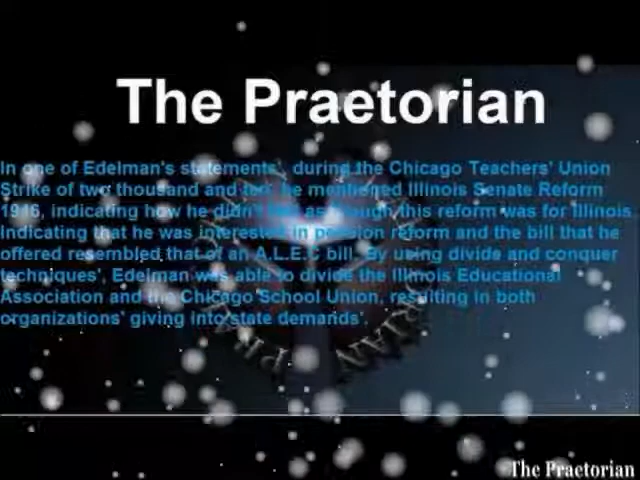 The Praetorian
In one of Edelman's statements', during the Chicago Teachers' Union
Strike of two thousand and ten, he mentioned Illinois Senate Reform
1946, indicating how he didn't feel as though this reform was for Illinois.
Indicating that he was interested in pension reform and the bill that he
offered resembled that of an A.L.E.C bill. By using divide and conquer
techniques', Edelman was able to divide the Illinois Educational
Association and the Chicago School Union, resulting in both
organizations' giving into state demands'.
PRAETORIAN
The Praetorian